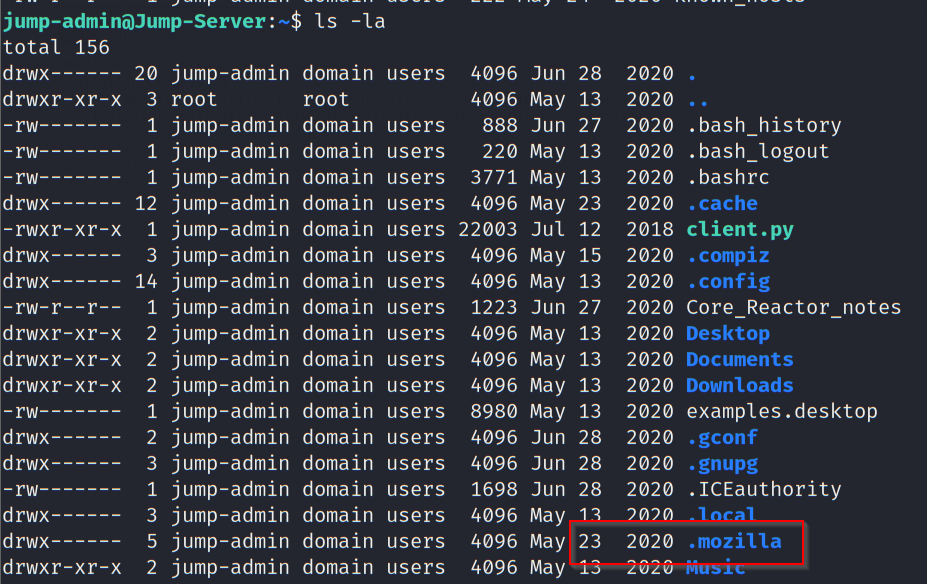 jump-admin@Jump-Server:~$ ls -la
total 156
drwx------ 20 jump-admin domain users  4096 Jun 28  2020 .
drwxr-xr-x  3 root       root          4096 May 13  2020 ..
-rw-------  1 jump-admin domain users   888 Jun 27  2020 .bash_history
-rw-------  1 jump-admin domain users   220 May 13  2020 .bash_logout
-rw-------  1 jump-admin domain users  3771 May 13  2020 .bashrc
drwx------ 12 jump-admin domain users  4096 May 23  2020 .cache
-rwxr-xr-x  1 jump-admin domain users 22003 Jul 12  2018 client.py
drwx------  3 jump-admin domain users  4096 May 15  2020 .compiz
drwx------ 14 jump-admin domain users  4096 May 13  2020 .config
-rw-r--r--  1 jump-admin domain users  1223 Jun 27  2020 Core_Reactor_notes
drwxr-xr-x  2 jump-admin domain users  4096 May 13  2020 Desktop
drwxr-xr-x  2 jump-admin domain users  4096 May 13  2020 Documents
drwxr-xr-x  2 jump-admin domain users  4096 May 13  2020 Downloads
-rw-------  1 jump-admin domain users  8980 May 13  2020 examples.desktop
drwx------  2 jump-admin domain users  4096 Jun 28  2020 .gconf
drwx------  3 jump-admin domain users  4096 Jun 28  2020 .gnupg
-rw-------  1 jump-admin domain users  1698 Jun 28  2020 .ICEauthority
drwx------  3 jump-admin domain users  4096 May 13  2020 .local
drwx------  5 jump-admin domain users  4096 May 23  2020 .mozilla
drwxr-xr-x  2 jump-admin domain users  4096 May 13  2020 Music